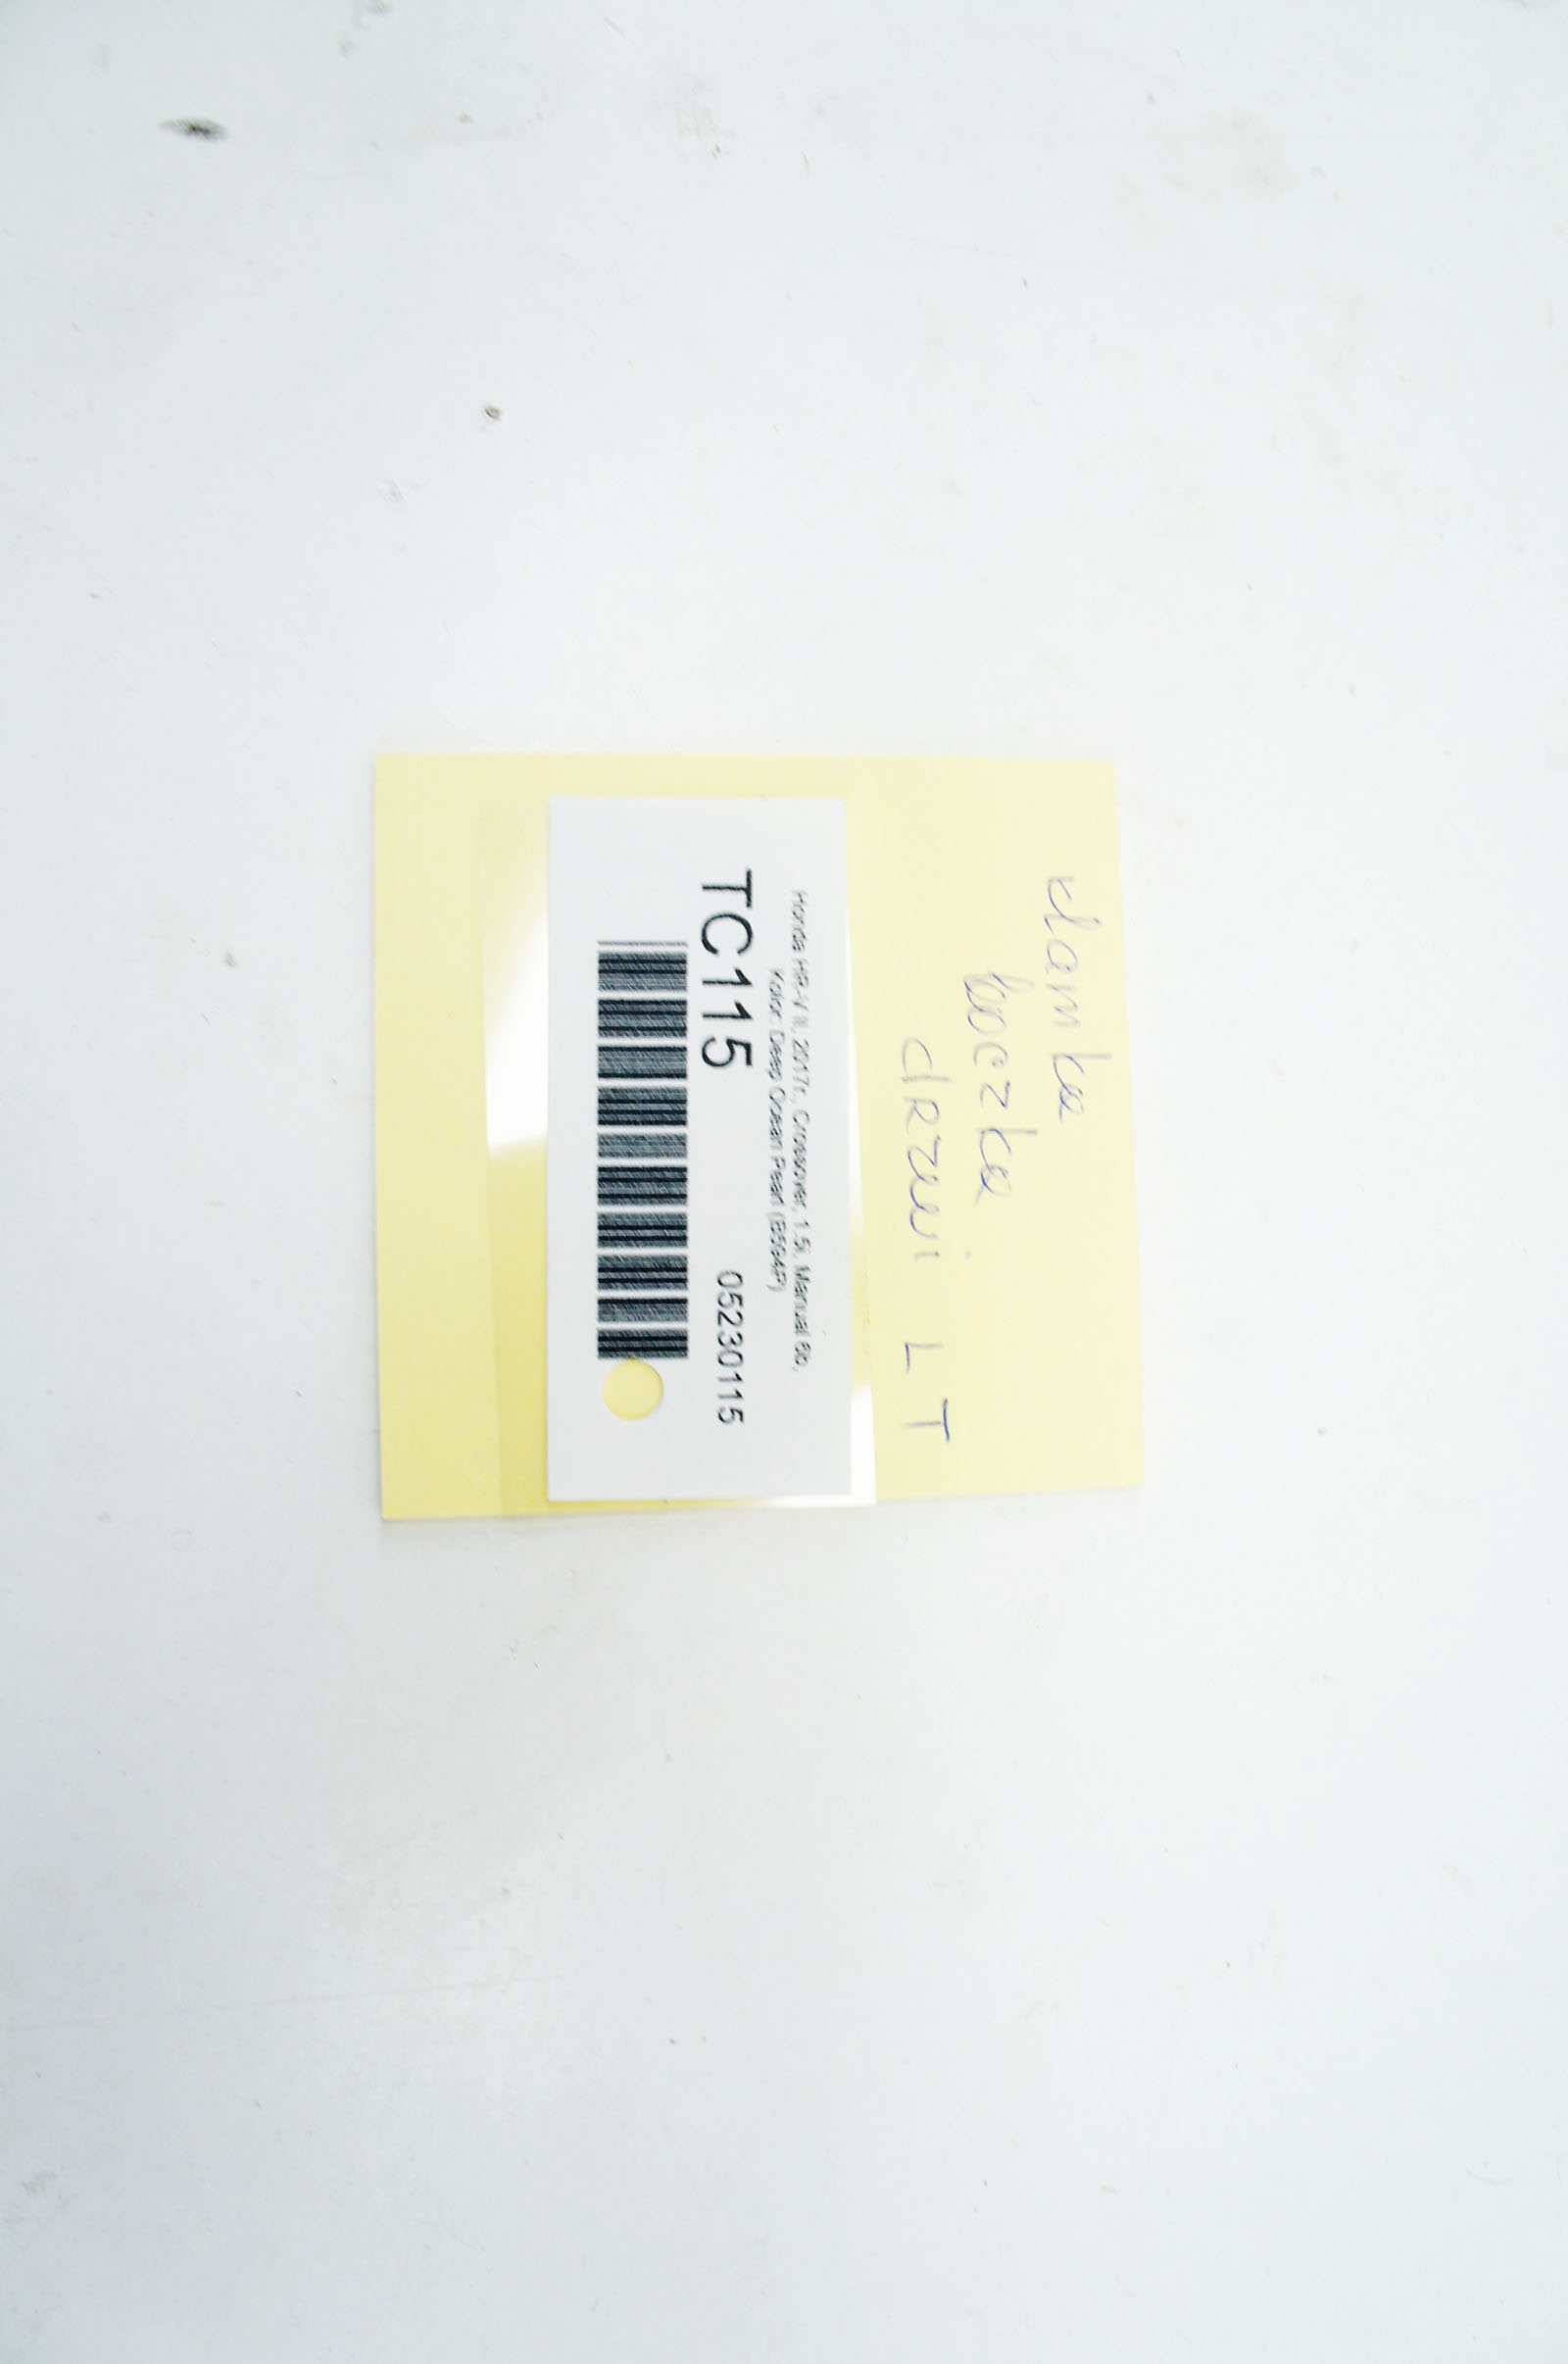 klamka
boczka
dRzwi LT
Honda HR-V II, 2017r., Crossover, 1.5i, Manual 6b,
Kolor: Deep Ocean Pearl (B594P)
TC115 05230115